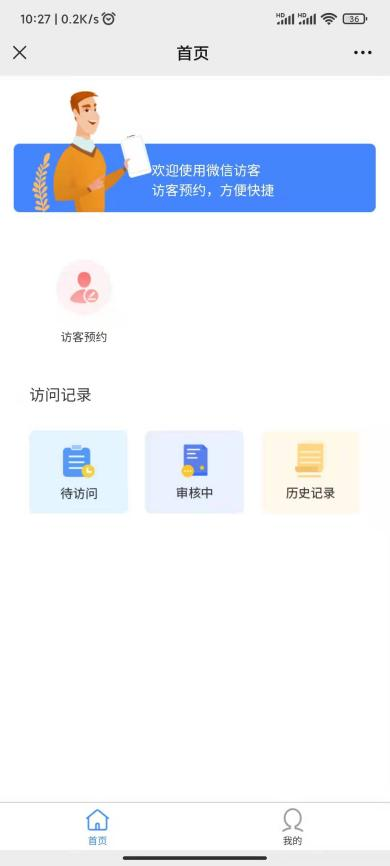 10:27 | 0.2K/s
HD HD 36
首页
欢迎使用微信访客
访客预约，方便快捷
访客预约
访问记录
待访问 审核中 历史记录
首页 我的